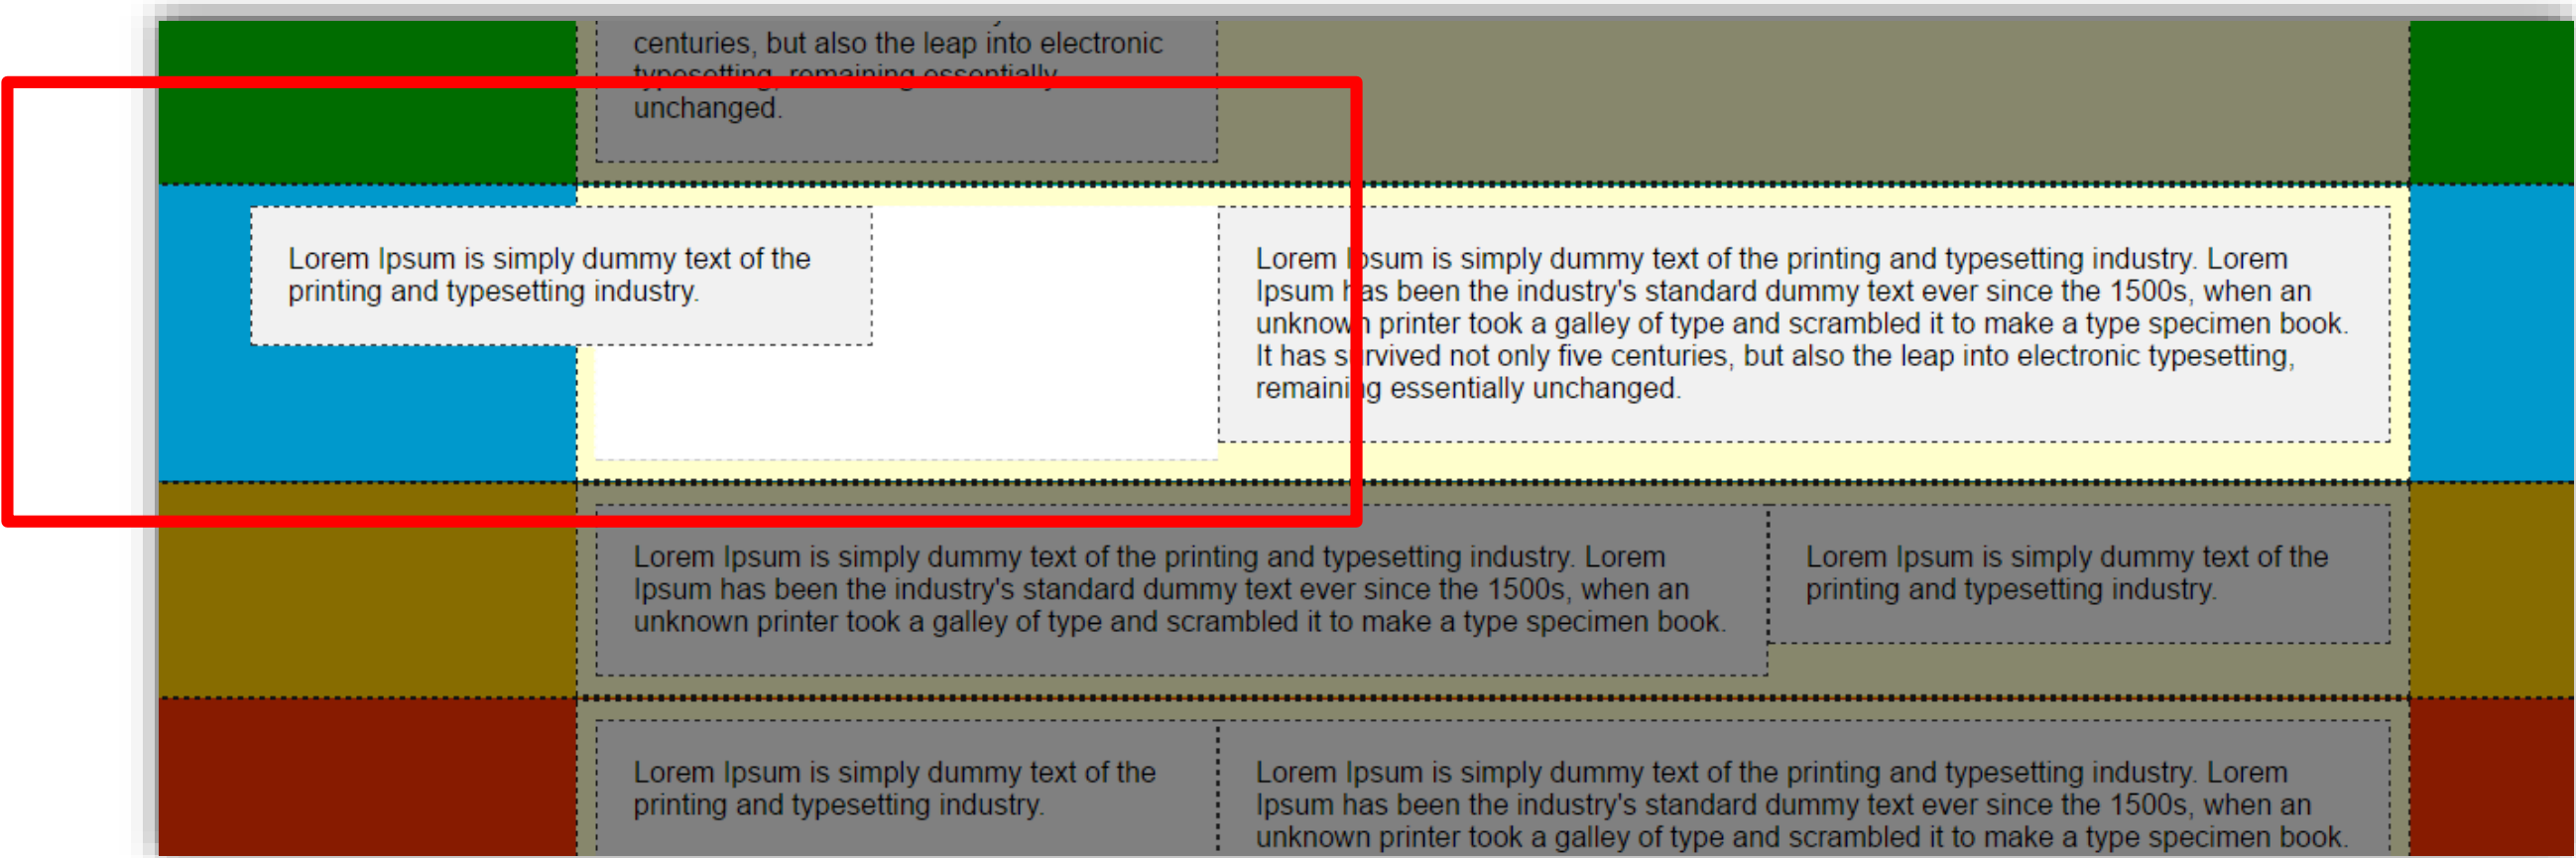 centuries, but also the leap into electronic
typesetting, remaining essentially
unchanged.
Lorem Ipsum is simply dummy text of the
printing and typesetting industry.
Lorem Ipsum is simply dummy text of the printing and typesetting industry. Lorem
Ipsum has been the industry's standard dummy text ever since the 1500s, when an
unknown printer took a galley of type and scrambled it to make a type specimen book.
It has survived not only five centuries, but also the leap into electronic typesetting,
remaining essentially unchanged.
Lorem Ipsum is simply dummy text of the printing and typesetting industry. Lorem
Ipsum has been the industry's standard dummy text ever since the 1500s, when an
unknown printer took a galley of type and scrambled it to make a type specimen book.
Lorem Ipsum is simply dummy text of the
printing and typesetting industry.
Lorem Ipsum is simply dummy text of the
printing and typesetting industry.
Lorem Ipsum is simply dummy text of the printing and typesetting industry. Lorem
Ipsum has been the industry's standard dummy text ever since the 1500s, when an
unknown printer took a galley of type and scrambled it to make a type specimen book.